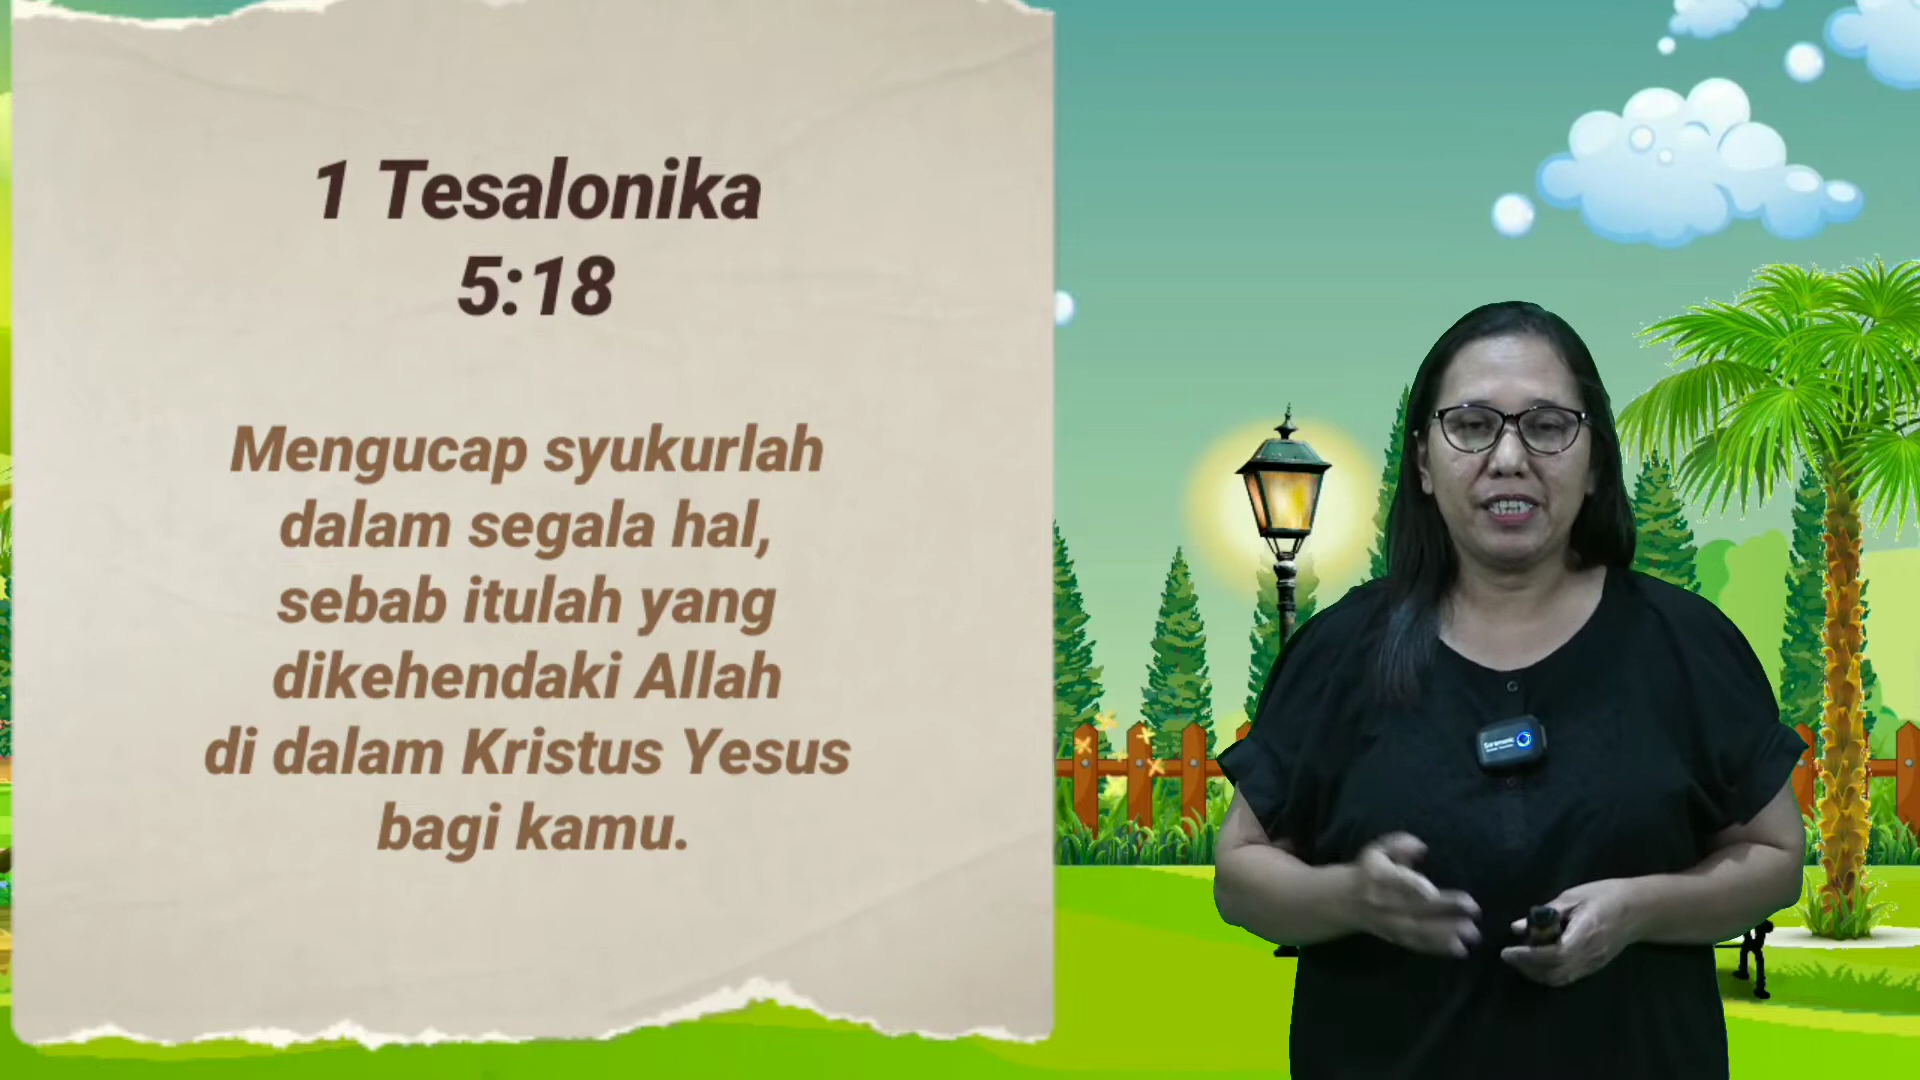 1 Tesalonika
5:18
Mengucap syukurlah
dalam segala hal,
sebab itulah yang
dikehendaki Allah
di dalam Kristus Yesus
bagi kamu.
Saramonic